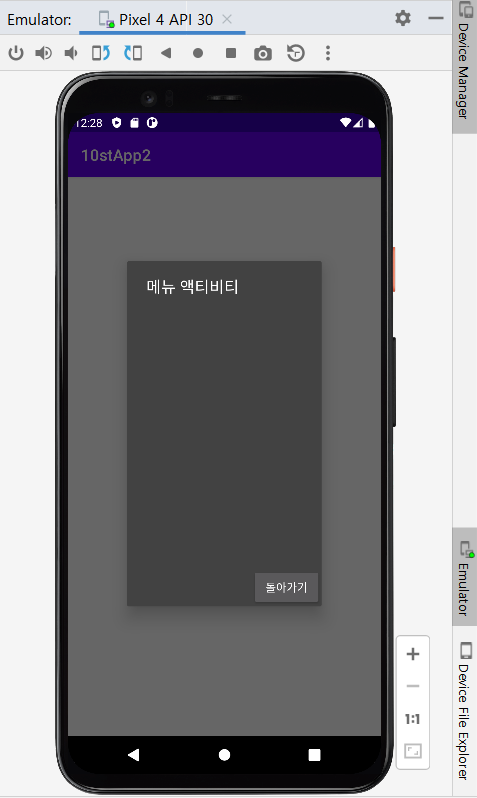 Emulator: Pixel 4 API 30
Device Manager
12:28
10stApp2
메뉴 액티비티
돌아가기
Emulator
1:1
Device File Explorer